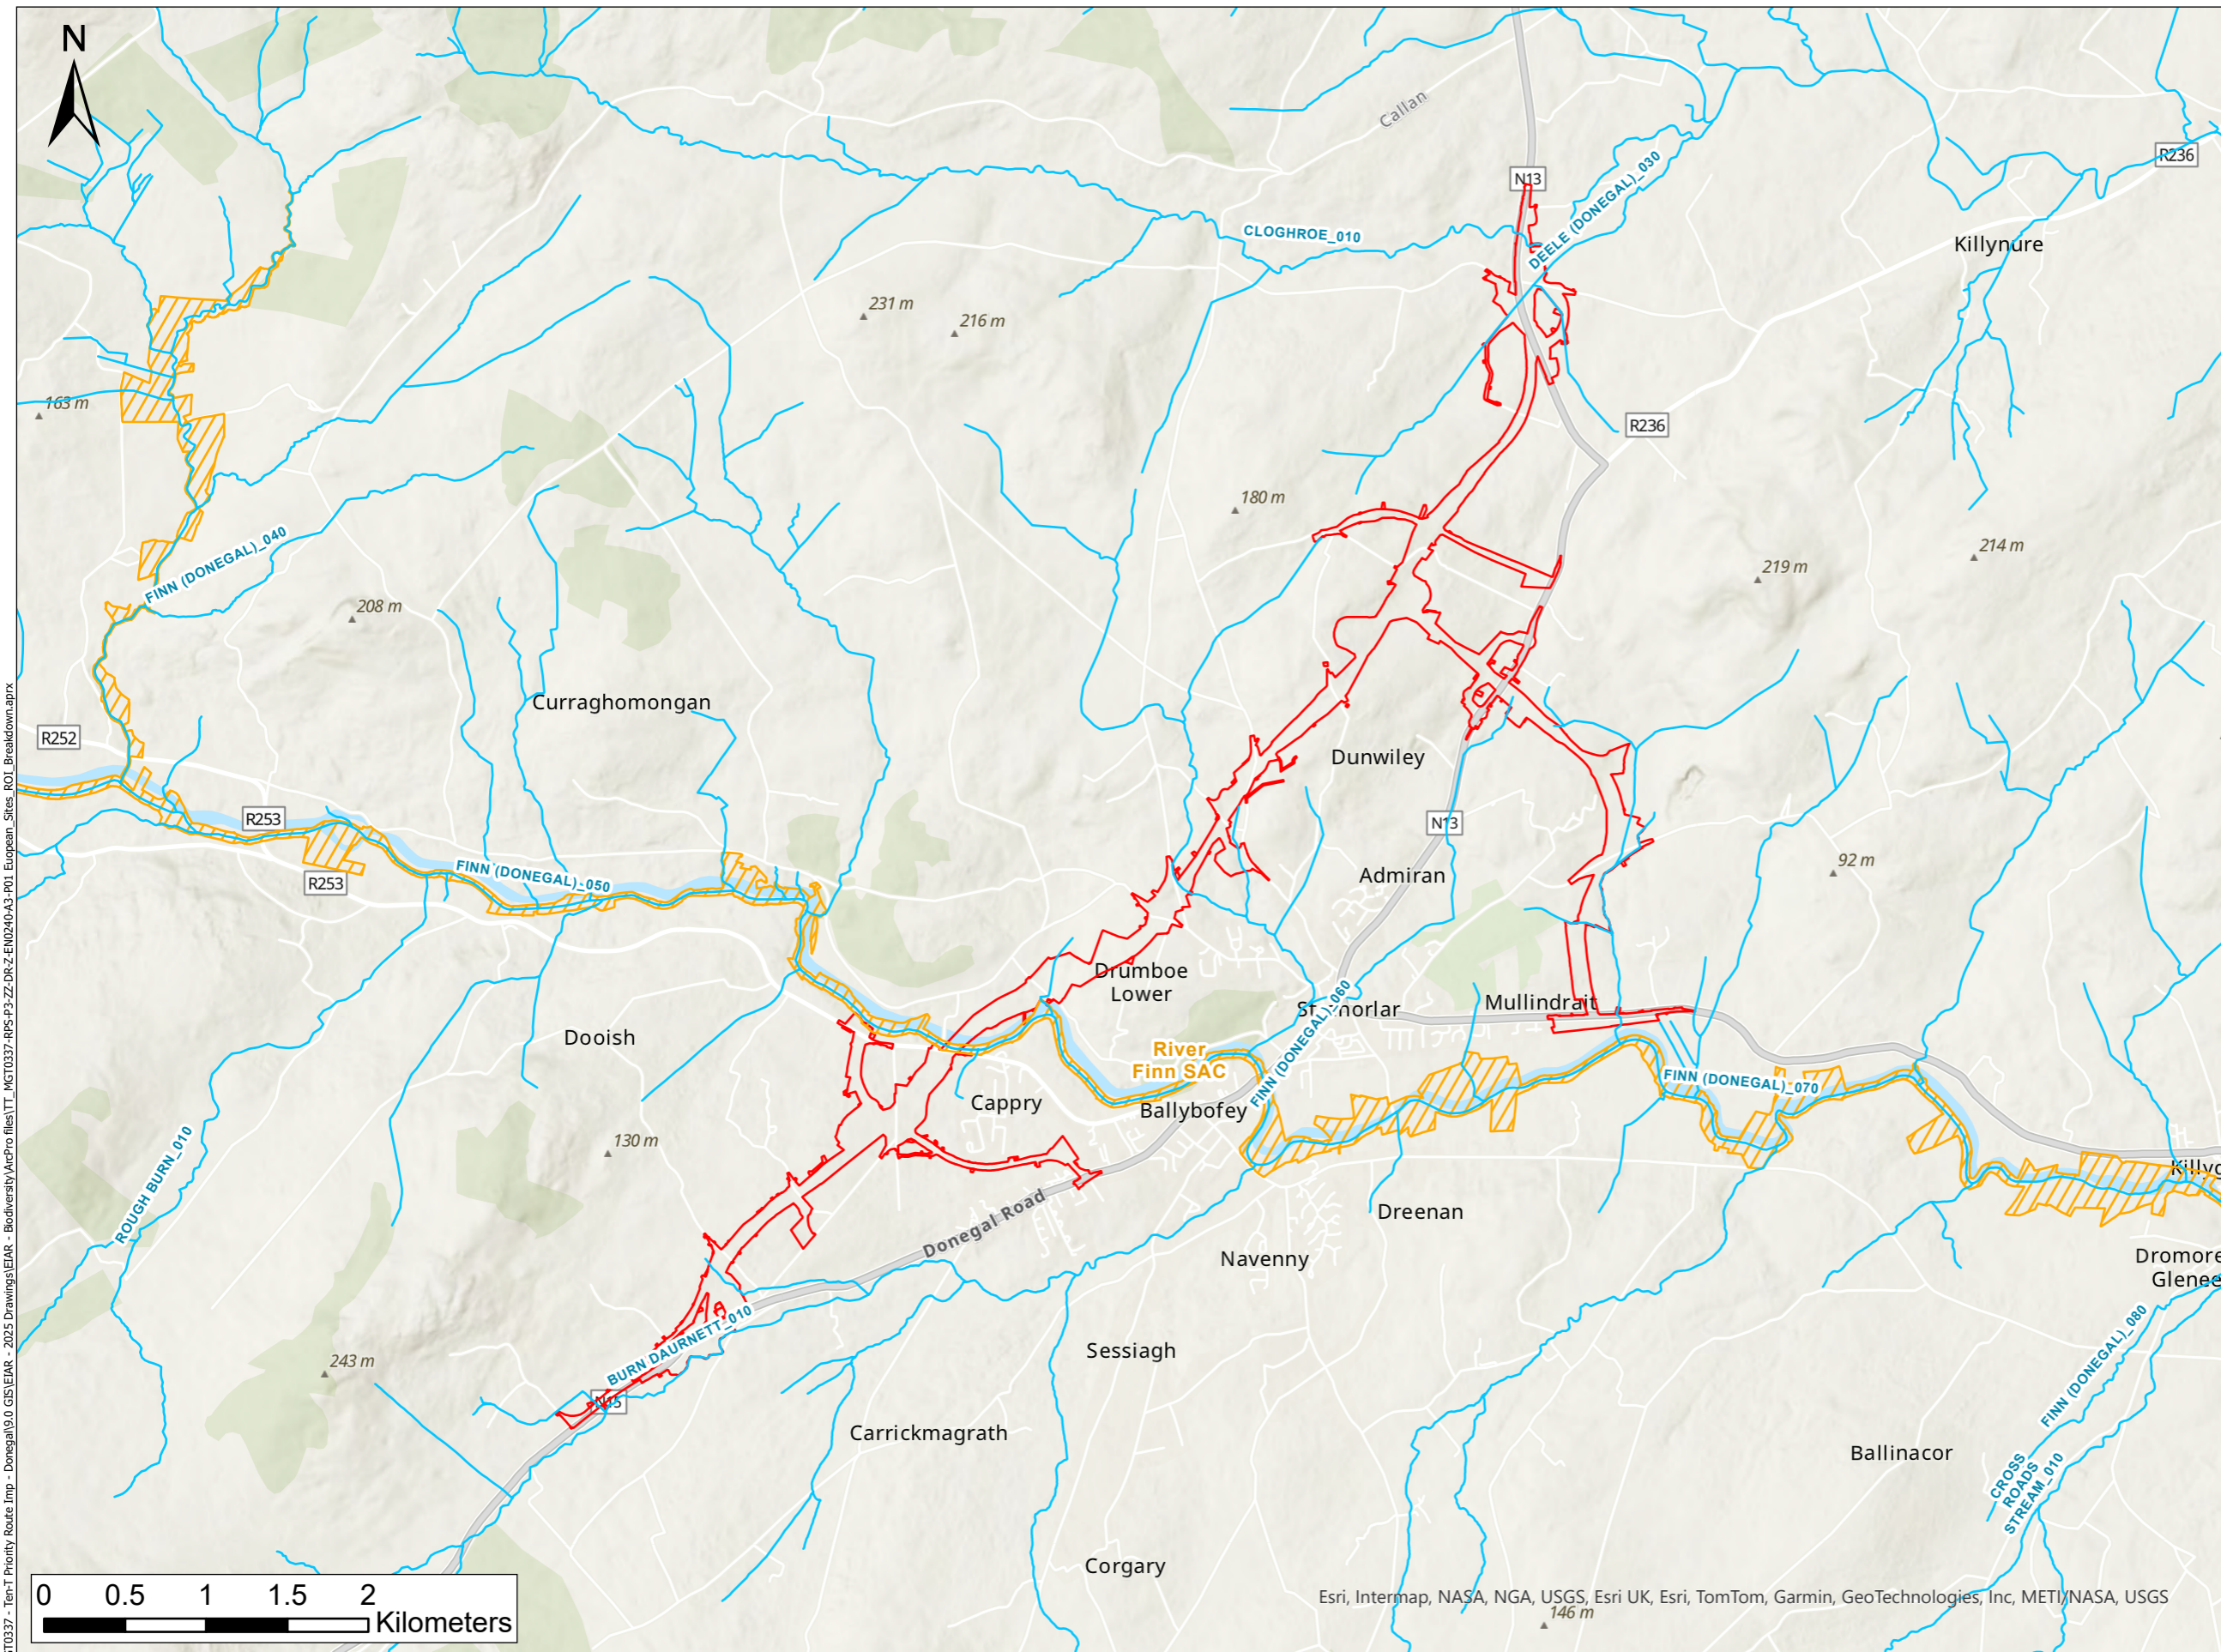 N
Callan
N13
R236
DEELE (DONEGAL)_030
CLOGHROE_010
Killynure
231 m
216 m
163 m
R236
180 m
FINN (DONEGAL)_040
214 m
219 m
208 m
Curraghomongan
R252
Dunwiley
R253
N13
92 m
FINN (DONEGAL)_050
R253
Admiran
Drumboe
Lower
Mullindrait
FINN (DONEGAL)_060
Dooish
River
Finn SAC
FINN (DONEGAL)_070
Cappry
Ballybofey
130 m
ROUGH BURN_010
Donegal Road
Dreenan
Navenny
Dromore
BURN DAURNETT_010
Sessiagh
243 m
FINN (DONEGAL)_080
N15
Carrickmagrath
Ballinacor
CROSS
ROADS
STREAM_010
Corgary
0 0.5 1 1.5 2
Kilometers
Esri, Intermap, NASA, NGA, USGS, Esri UK, Esri, TomTom, Garmin, GeoTechnologies, Inc, METI/NASA, USGS
146 m